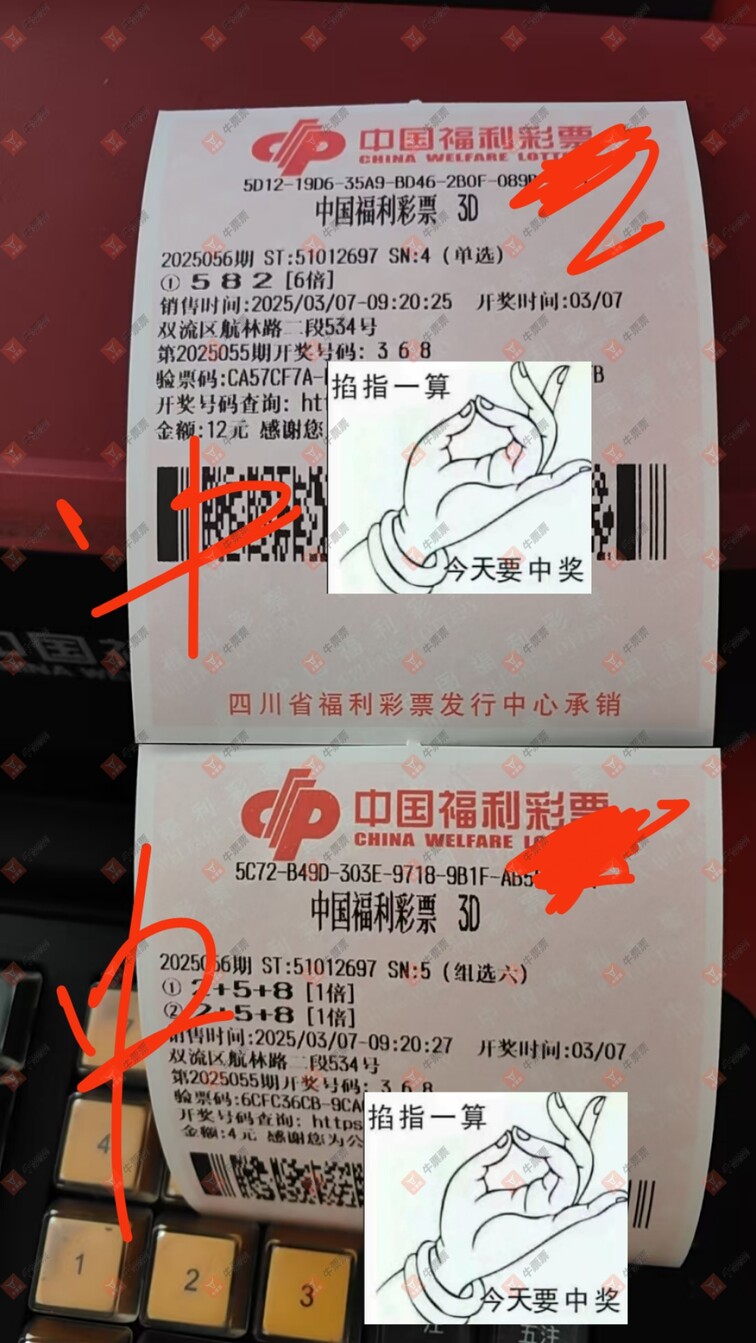 中国福利彩票
CHINA WELFARE LOTT
5D12-19D6-35A9-BD46-2B0F-089
中国福利彩票 3D
2025056期 ST:51012697 SN:4 (单选)
① 5 8 2 [6倍]
销售时间:2025/03/07-09:20:25 开奖时间:03/07
双流区航林路二段534号
第2025055期开奖号码: 3 6 8
验票码:CA57CF7A- B
开奖号码查询: ht
金额:12元 感谢您
掐指一算
今天要中奖
四川省福利彩票发行中心承销
中国福利彩票
CHINA WELFARE LO
5C72-B49D-303E-9718-9B1F-AB5
中国福利彩票 3D
2025056期 ST:51012697 SN:5 (组选六)
① 2+5+8 [1倍]
② 2+5+8 [1倍]
销售时间:2025/03/07-09:20:27 开奖时间:03/07
双流区航林路二段534号
第2025055期开奖号码: 3 6 8
验票码:6CFC36CB-9CA
开奖号码查询: https
金额:4元 感谢您为公
掐指一算
今天要中奖
4
1 2 3
五注
牛票票